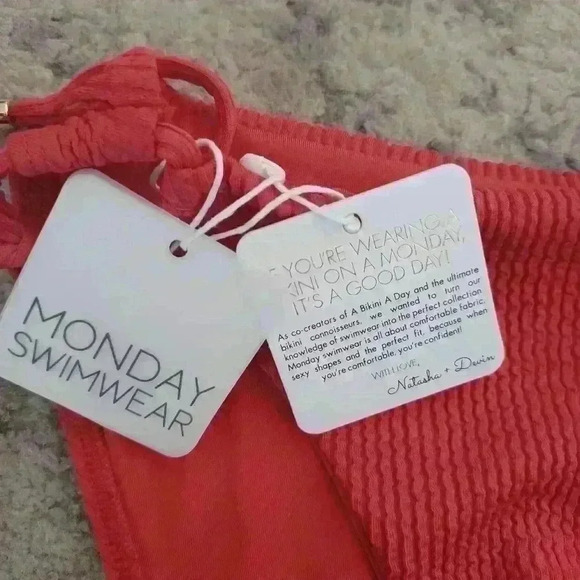 MONDAY
SWIMWEAR
YOU'RE WEARING A
BIKINI ON A MONDAY,
IT'S A GOOD DAY!
As co-creators of A Bikini A Day and the ultimate
bikini connoisseurs, we wanted to turn our
knowledge of swimwear into the perfect collection
Monday swimwear is all about comfortable fabric,
sexy shapes and the perfect fit, because when
you're comfortable, you're confident!
WITH LOVE,
Natasha + Devin